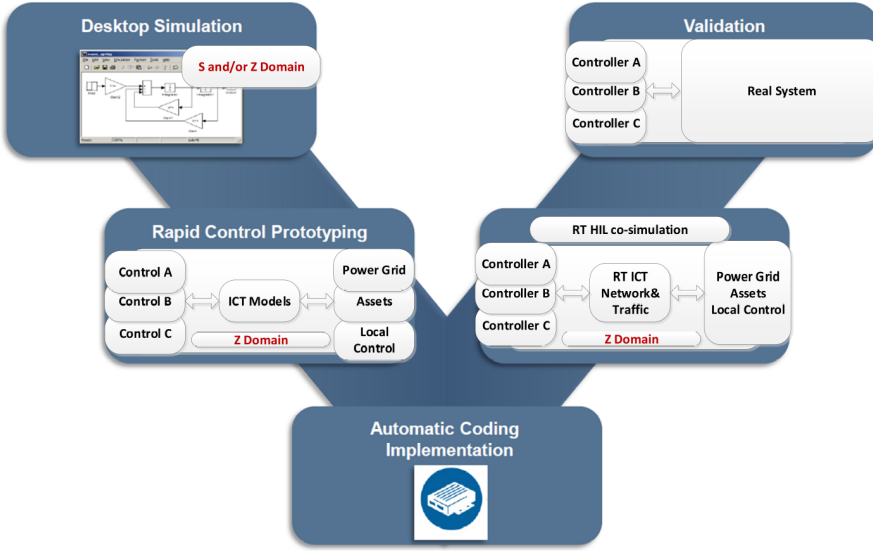 Desktop Simulation
S and/or Z Domain
Validation
Controller A
Controller B
Controller C
Real System
Rapid Control Prototyping
Control A
Control B
Control C
ICT Models
Z Domain
Power Grid
Assets
Local
Control
RT HIL co-simulation
Controller A
Controller B
Controller C
RT ICT
Network&
Traffic
Z Domain
Power Grid
Assets
Local Control
Automatic Coding
Implementation